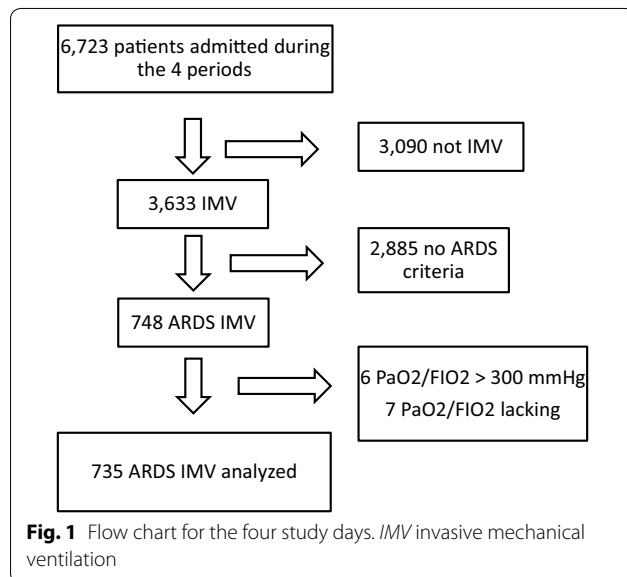 6,723 patients admitted during
the 4 periods
3,090 not IMV
3,633 IMV
2,885 no ARDS
criteria
748 ARDS IMV
6 PaO2/FIO2 > 300 mmHg
7 PaO2/FIO2 lacking
735 ARDS IMV analyzed
Fig. 1 Flow chart for the four study days. IMV invasive mechanical
ventilation